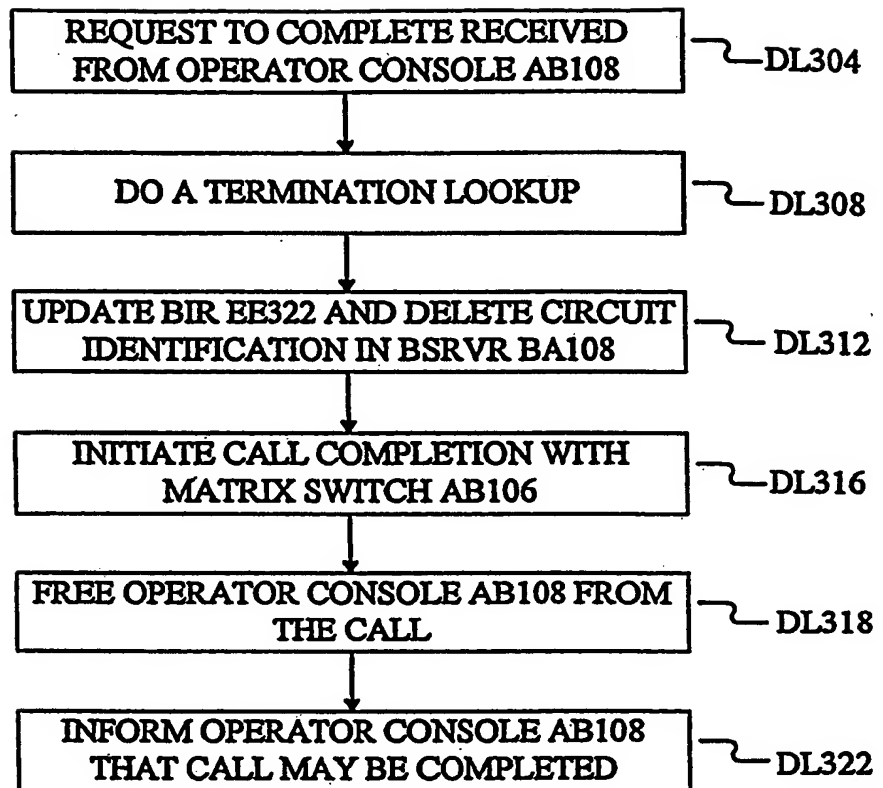 REQUEST TO COMPLETE RECEIVED
FROM OPERATOR CONSOLE AB108
DL304
DO A TERMINATION LOOKUP
DL308
UPDATE BIR EE322 AND DELETE CIRCUIT
IDENTIFICATION IN BSRVR BA108
DL312
INITIATE CALL COMPLETION WITH
MATRIX SWITCH AB106
DL316
FREE OPERATOR CONSOLE AB108 FROM
THE CALL
DL318
INFORM OPERATOR CONSOLE AB108
THAT CALL MAY BE COMPLETED
DL322